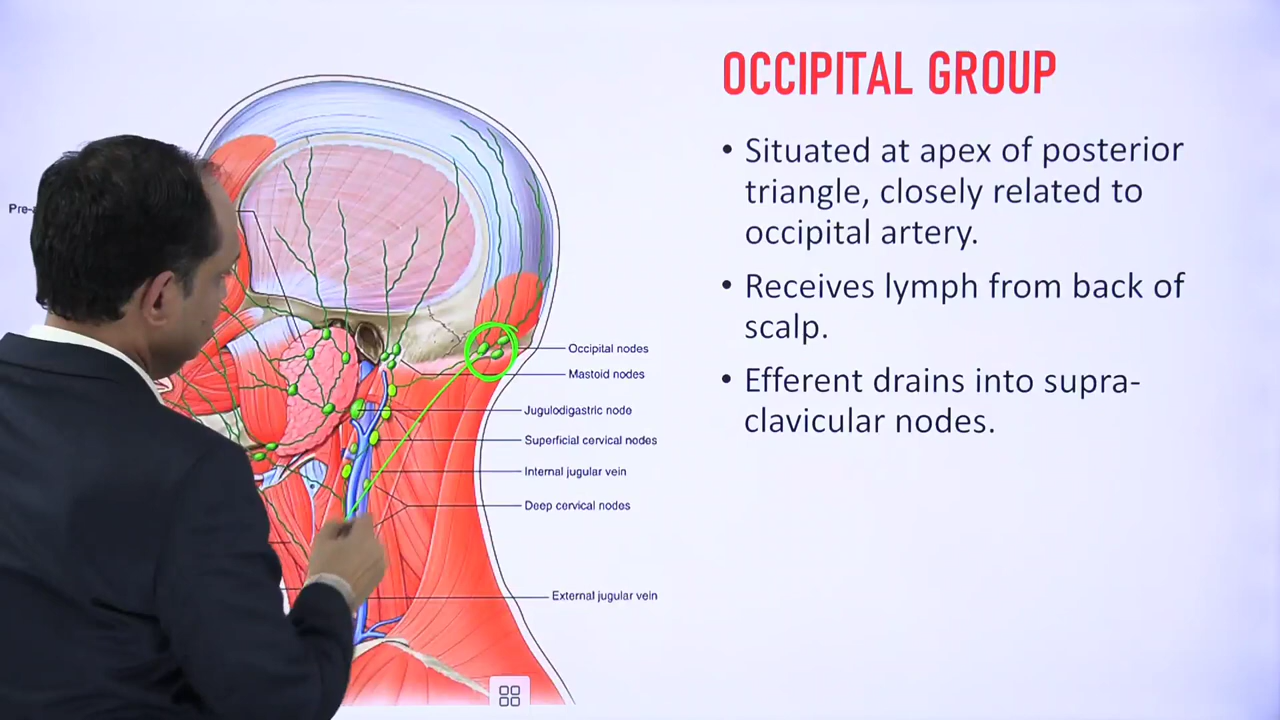 OCCIPITAL GROUP
• Situated at apex of posterior
triangle, closely related to
occipital artery.
• Receives lymph from back of
scalp.
• Efferent drains into supra-
clavicular nodes.
Occipital nodes
Mastoid nodes
Jugulodigastric node
Superficial cervical nodes
Internal jugular vein
Deep cervical nodes
External jugular vein